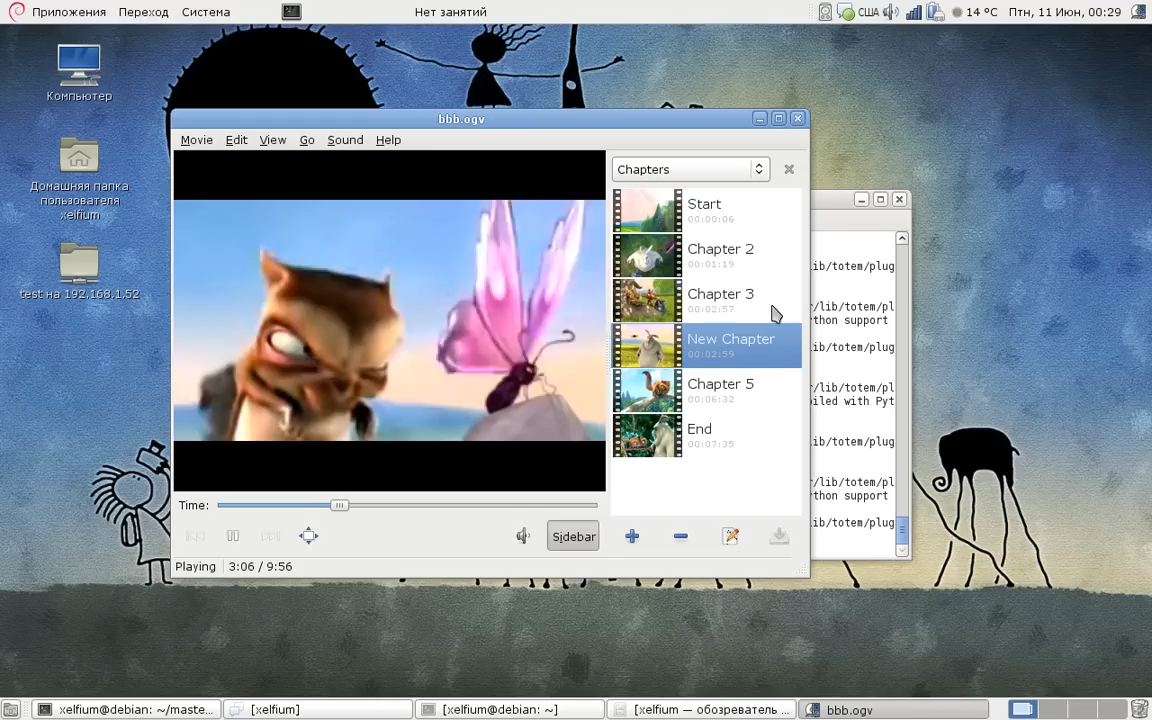 Приложения Переход Система
Нет занятий
США
14 °C
Птн, 11 Июн, 00:29
Компьютер
Домашняя папка
пользователя
xelfium
test на 192.168.1.52
bbb.ogv
Movie Edit View Go Sound Help
Chapters
Start
00:00:06
Chapter 2
00:01:19
Chapter 3
00:02:57
New Chapter
00:02:59
Chapter 5
00:06:32
End
00:07:35
Time:
Sidebar
Playing 3:06 / 9:56
lib/totem/plug
r/lib/totem/pl
thon support
lib/totem/plug
r/lib/totem/pl
iled with Pyt
lib/totem/plug
r/lib/totem/pl
thon support
lib/totem/plug
xelfium@debian: ~/maste...
[xelfium]
[xelfium@debian: ~]
[xelfium — обозреватель ...
bbb.ogv